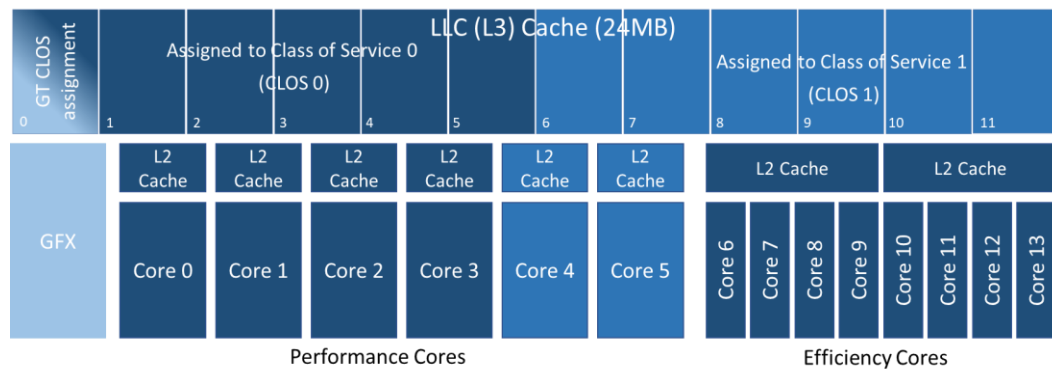 LLC (L3) Cache (24MB)
GT CLOS
assignment
Assigned to Class of Service 0
(CLOS 0)
Assigned to Class of Service 1
(CLOS 1)
0
1
2
3
4
5
6
7
8
9
10
11
L2
Cache
L2
Cache
L2
Cache
L2
Cache
L2
Cache
L2
Cache
L2 Cache
L2 Cache
GFX
Core 0
Core 1
Core 2
Core 3
Core 4
Core 5
Core 6
Core 7
Core 8
Core 9
Core 10
Core 11
Core 12
Core 13
Performance Cores
Efficiency Cores